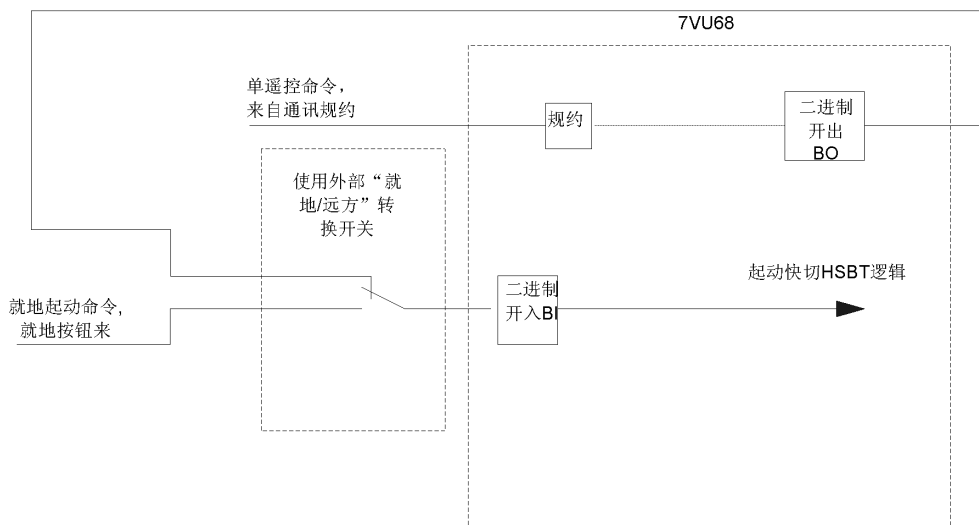 7VU68
单遥控命令，
来自通讯规约
规约
二进制
开出
BO
使用外部“就
地/远方”转
换开关
起动快切HSBT逻辑
二进制
开入BI
就地起动命令,
就地按钮来